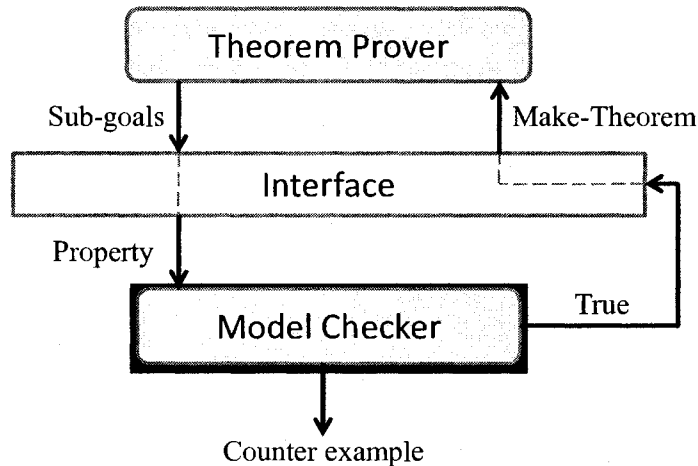 Theorem Prover
Sub-goals
Make-Theorem
Interface
Property
Model Checker
True
Counter example